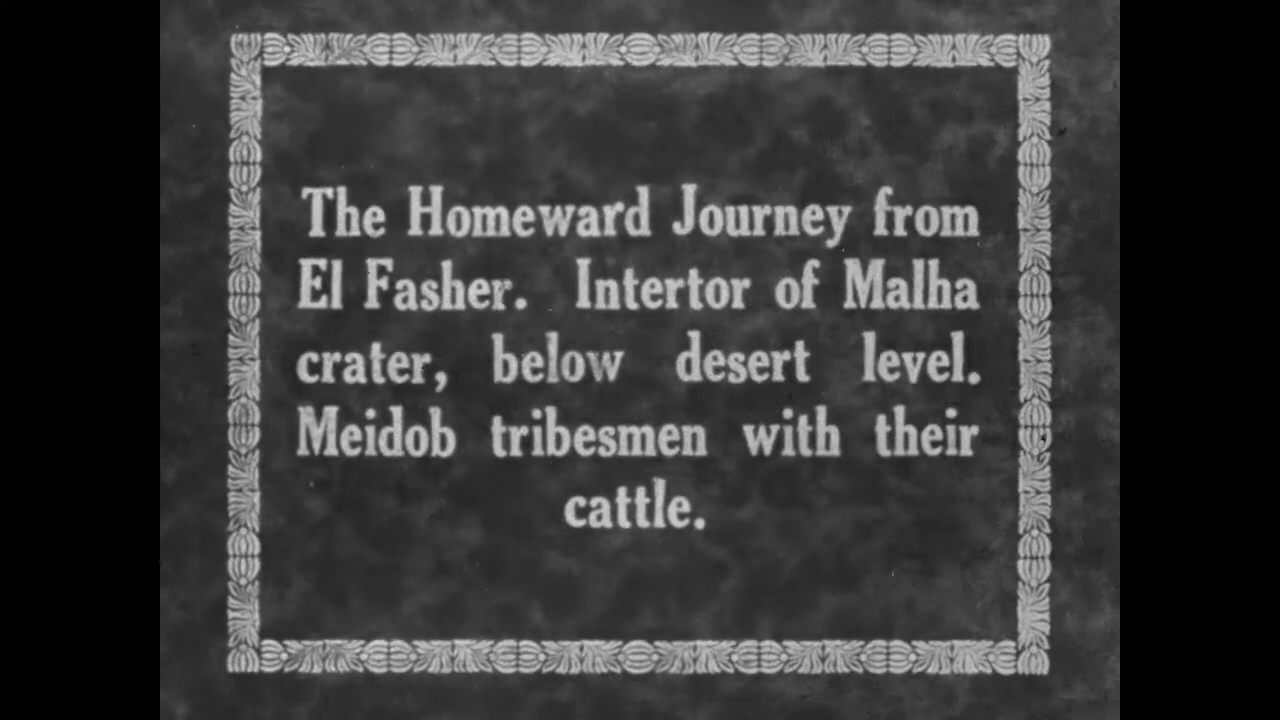 The Homeward Journey from
El Fasher. Intertor of Malha
crater, below desert level.
Meidob tribesmen with their
cattle.